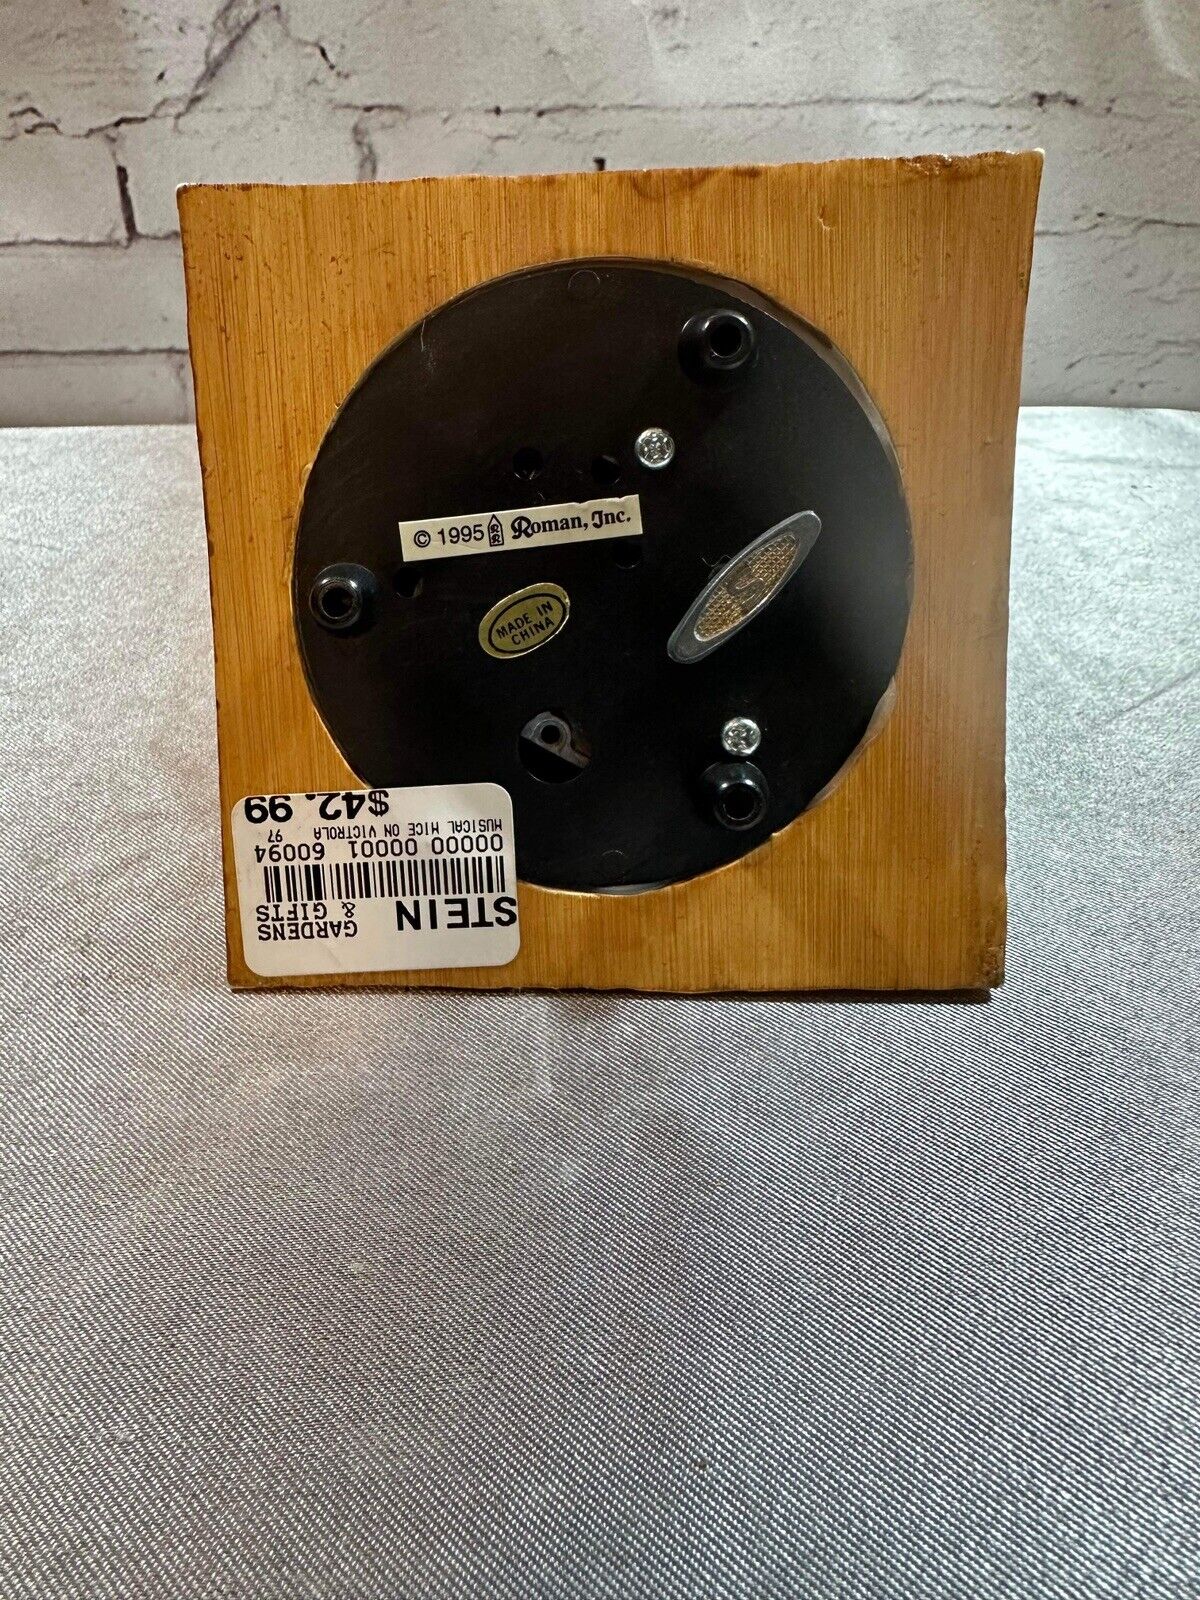 © 1995 Roman, Inc.
MADE IN
CHINA
STEIN GARDENS
& GIFTS
00000 00001 60094
MUSICAL MICE ON VICTROLA 97
$42.99